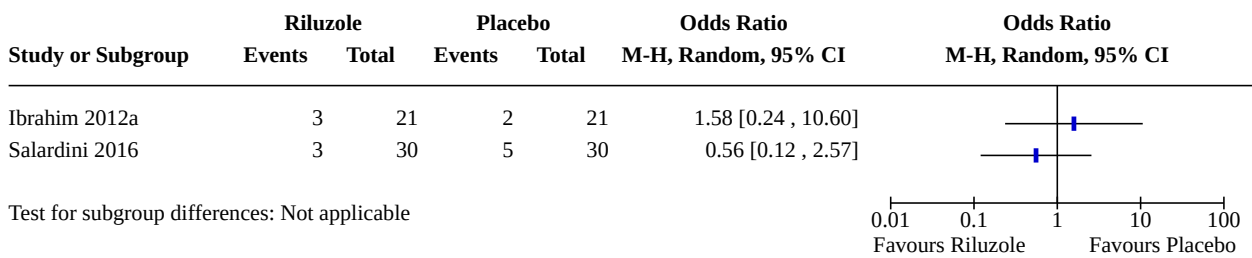 Riluzole Placebo Odds Ratio Odds Ratio
Study or Subgroup Events Total Events Total M-H, Random, 95% CI M-H, Random, 95% CI
Ibrahim 2012a 3 21 2 21 1.58 [0.24 , 10.60]
Salardini 2016 3 30 5 30 0.56 [0.12 , 2.57]
Test for subgroup differences: Not applicable
0.01 0.1 1 10 100
Favours Riluzole Favours Placebo